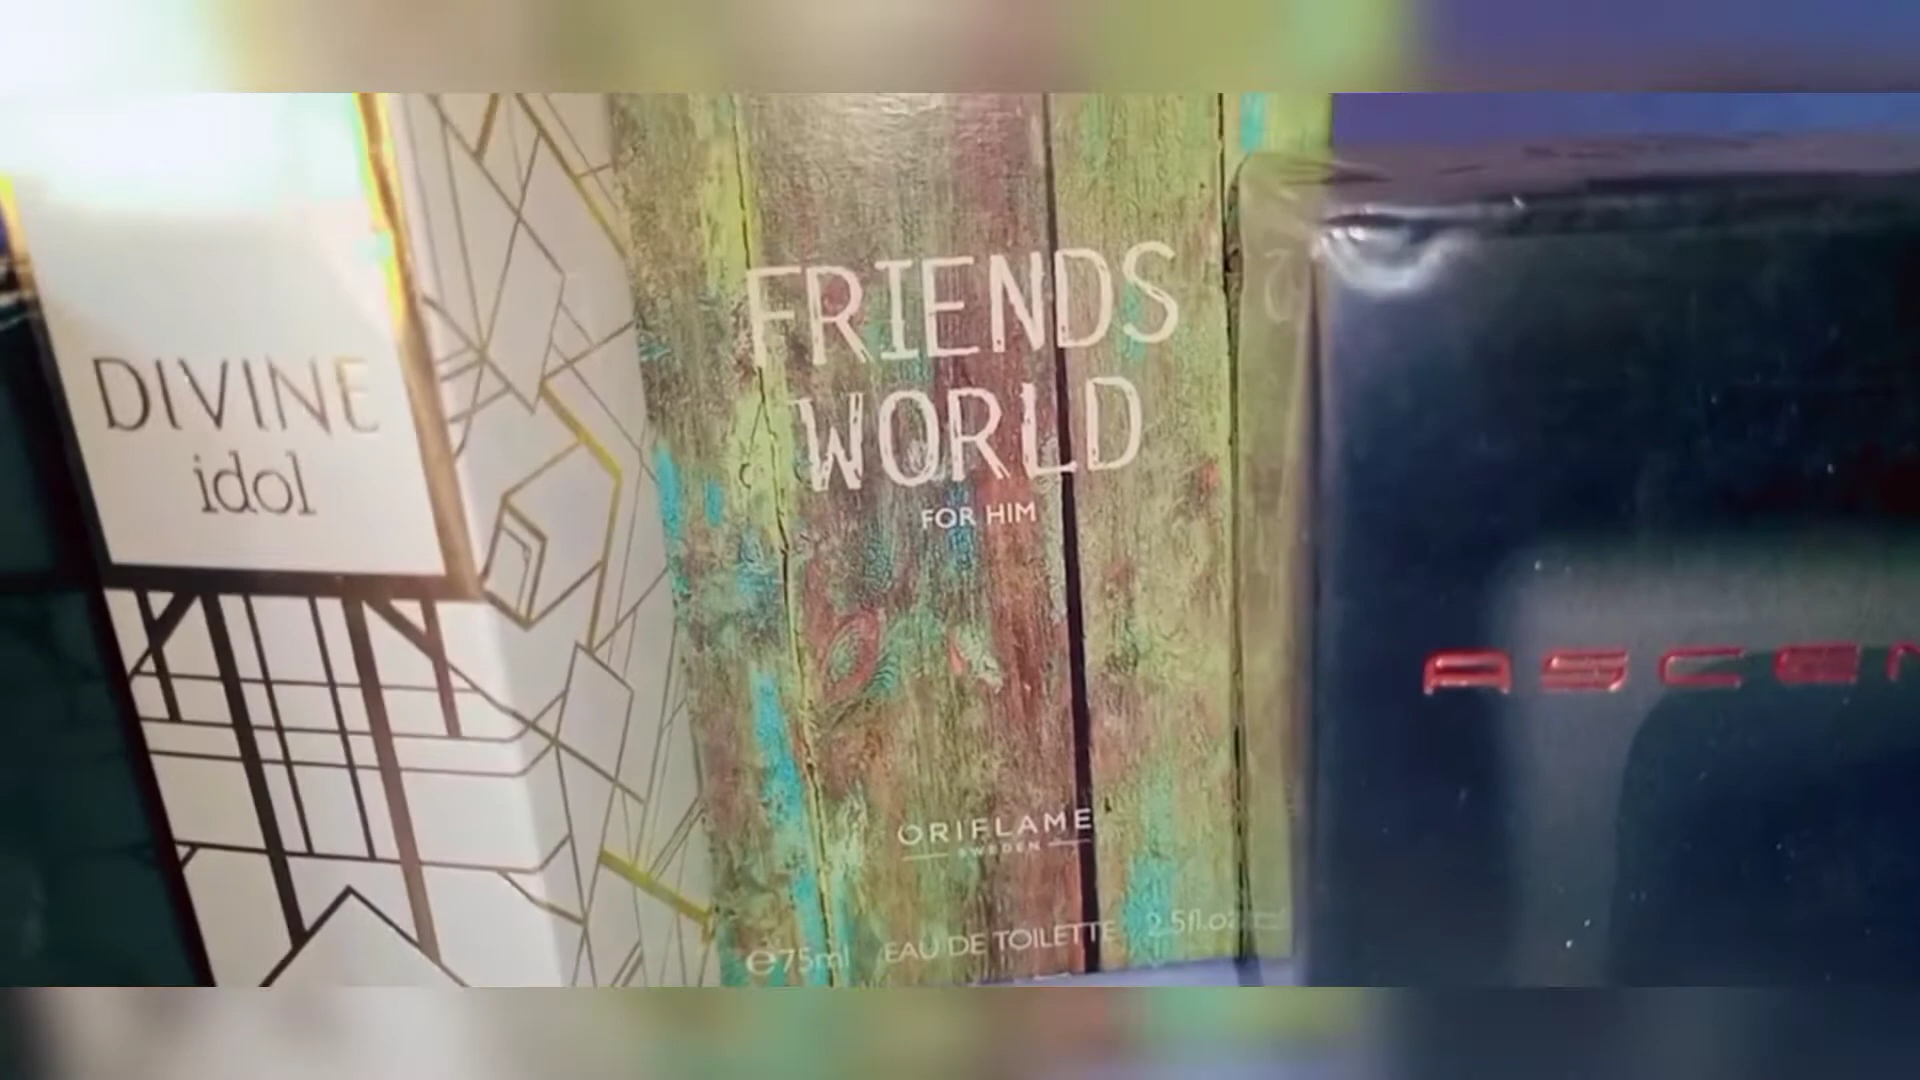 DIVINE
idol
FRIENDS
WORLD
FOR HIM
ORIFLAME
SWEDEN
℮75ml EAU DE TOILETTE 2.5fl.oz
ASCEN